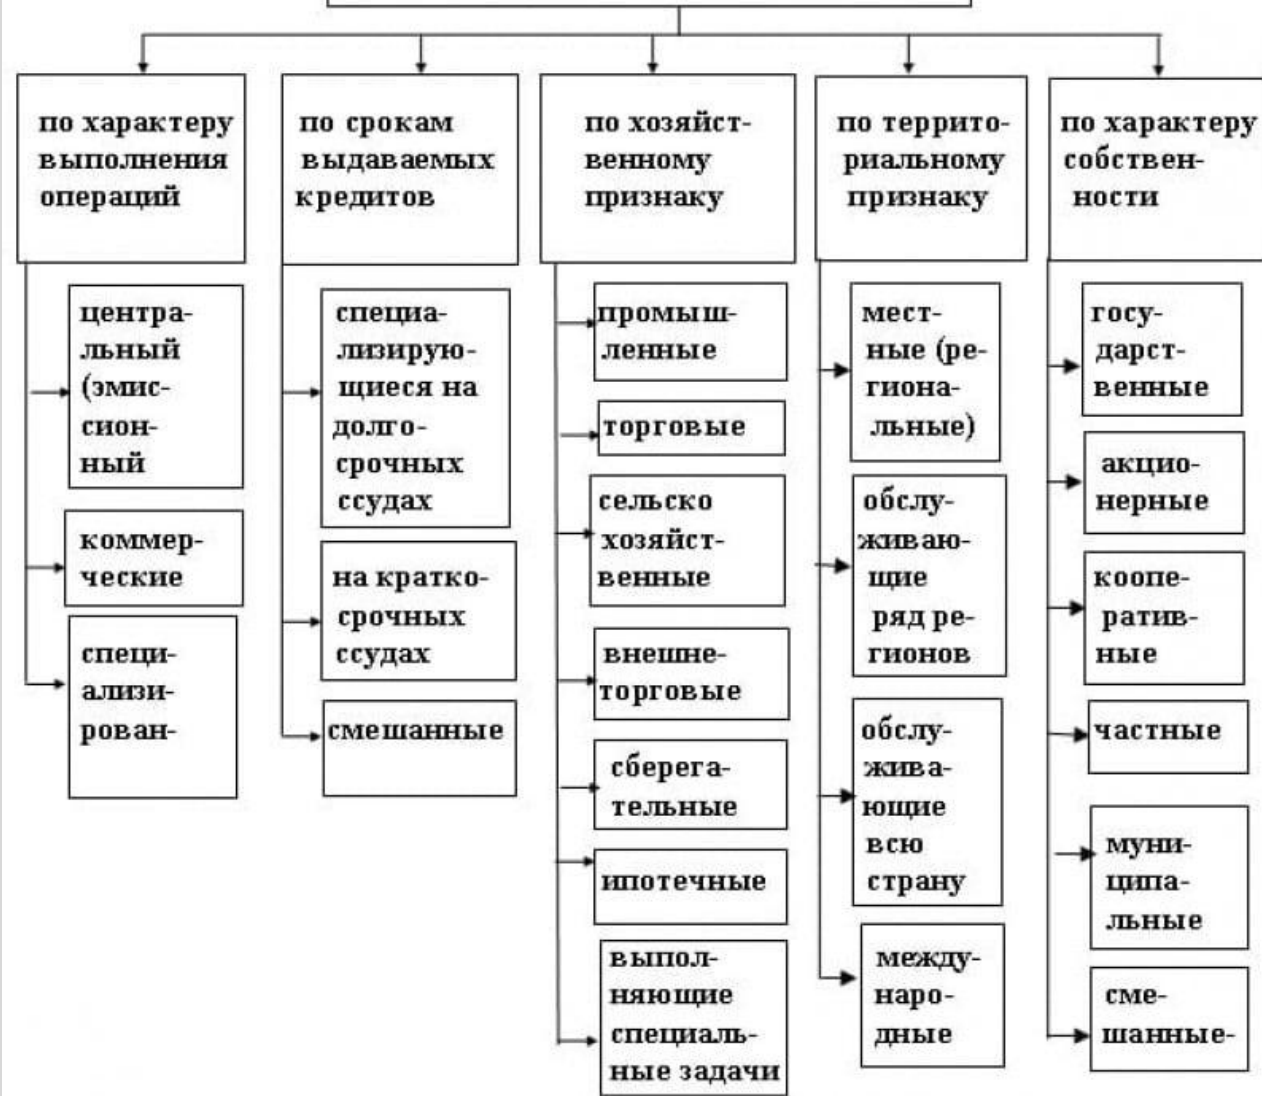 по характеру
выполнения
операций
центра-
льный
(эмис-
сион-
ный
коммер-
ческие
специ-
ализи-
рован-
по срокам
выдаваемых
кредитов
специа-
лизирую-
щиеся на
долго-
срочных
ссудах
на кратко-
срочных
ссудах
смешанные
по хозяйст-
венному
признаку
промыш-
ленные
торговые
сельско
хозяйст-
венные
внешне-
торговые
сберега-
тельные
ипотечные
выпол-
няющие
специаль-
ные задачи
по террито-
риальному
признаку
мест-
ные (ре-
гиона-
льные)
обслу-
живаю-
щие
ряд ре-
гионов
обслу-
жива-
ющие
всю
страну
между-
наро-
дные
по характеру
собствен-
ности
госу-
дарст-
венные
акцио-
нерные
коопе-
ратив-
ные
частные
муни-
ципа-
льные
сме-
шанные-